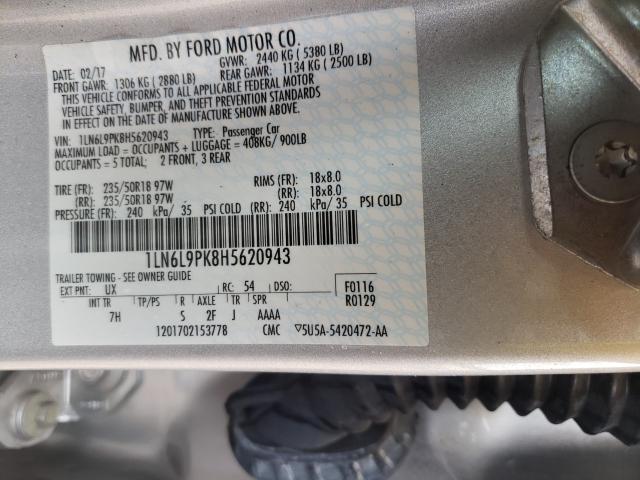 MFD. BY FORD MOTOR CO.
DATE: 02/17 GVWR: 2440 KG ( 5380 LB)
FRONT GAWR: 1306 KG ( 2880 LB) REAR GAWR: 1134 KG ( 2500 LB)
THIS VEHICLE CONFORMS TO ALL APPLICABLE FEDERAL MOTOR
VEHICLE SAFETY, BUMPER, AND THEFT PREVENTION STANDARDS
IN EFFECT ON THE DATE OF MANUFACTURE SHOWN ABOVE.
VIN: 1LN6L9PK8H5620943 TYPE: Passenger Car
MAXIMUM LOAD = OCCUPANTS + LUGGAGE = 408KG/ 900LB
OCCUPANTS = 5 TOTAL; 2 FRONT, 3 REAR
TIRE (FR): 235/50R18 97W RIMS (FR): 18x8.0
(RR): 235/50R18 97W (RR): 18x8.0
PRESSURE (FR): 240 kPa/ 35 PSI COLD (RR): 240 kPa/ 35 PSI COLD
1LN6L9PK8H5620943
TRAILER TOWING - SEE OWNER GUIDE
EXT PNT: UX RC: 54 DSO: F0116
R0129
INT TR TP/PS R AXLE TR SPR
7H S 2F J AAAA
1201702153778 CMC ▽5U5A-5420472-AA